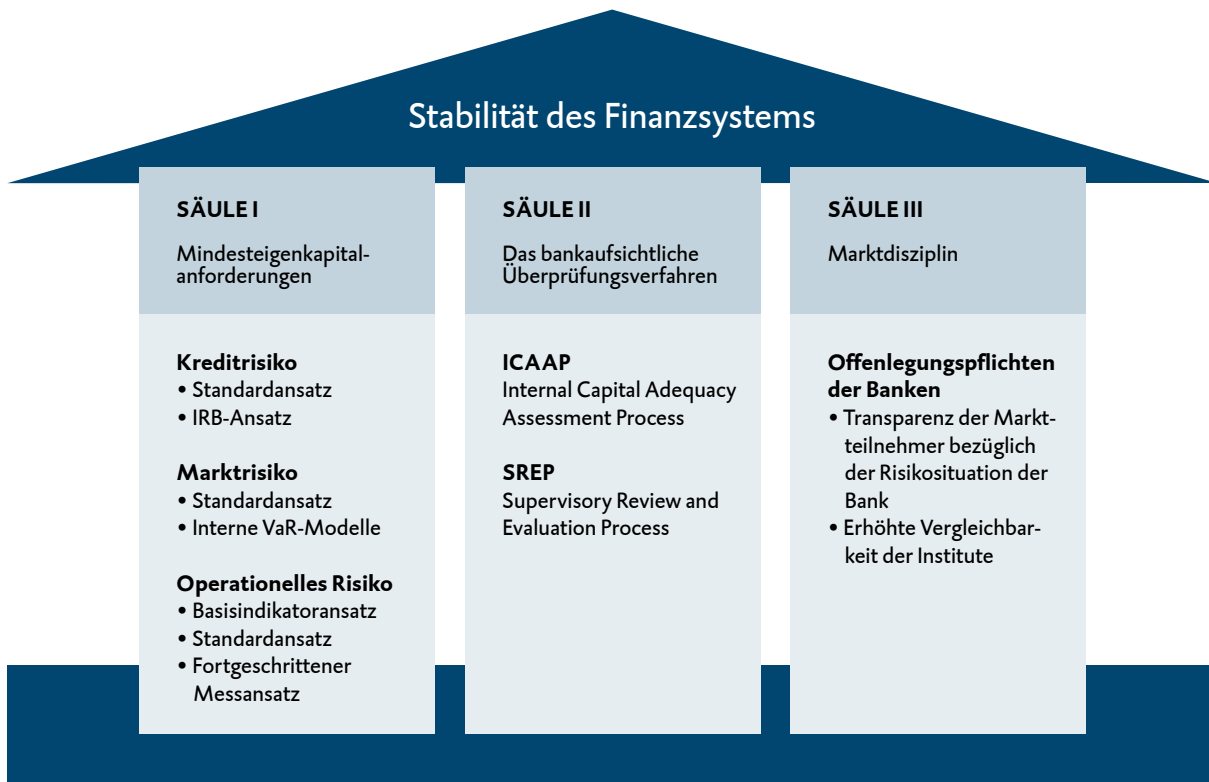 Stabilität des Finanzsystems
SÄULE I
Mindesteigenkapital-
anforderungen
Kreditrisiko
• Standardansatz
• IRB-Ansatz
Marktrisiko
• Standardansatz
• Interne VaR-Modelle
Operationelles Risiko
• Basisindikatoransatz
• Standardansatz
• Fortgeschrittener
Messansatz
SÄULE II
Das bankaufsichtliche
Überprüfungsverfahren
ICAAP
Internal Capital Adequacy
Assessment Process
SREP
Supervisory Review and
Evaluation Process
SÄULE III
Marktdisziplin
Offenlegungspflichten
der Banken
• Transparenz der Markt-
teilnehmer bezüglich
der Risikosituation der
Bank
• Erhöhte Vergleichbar-
keit der Institute